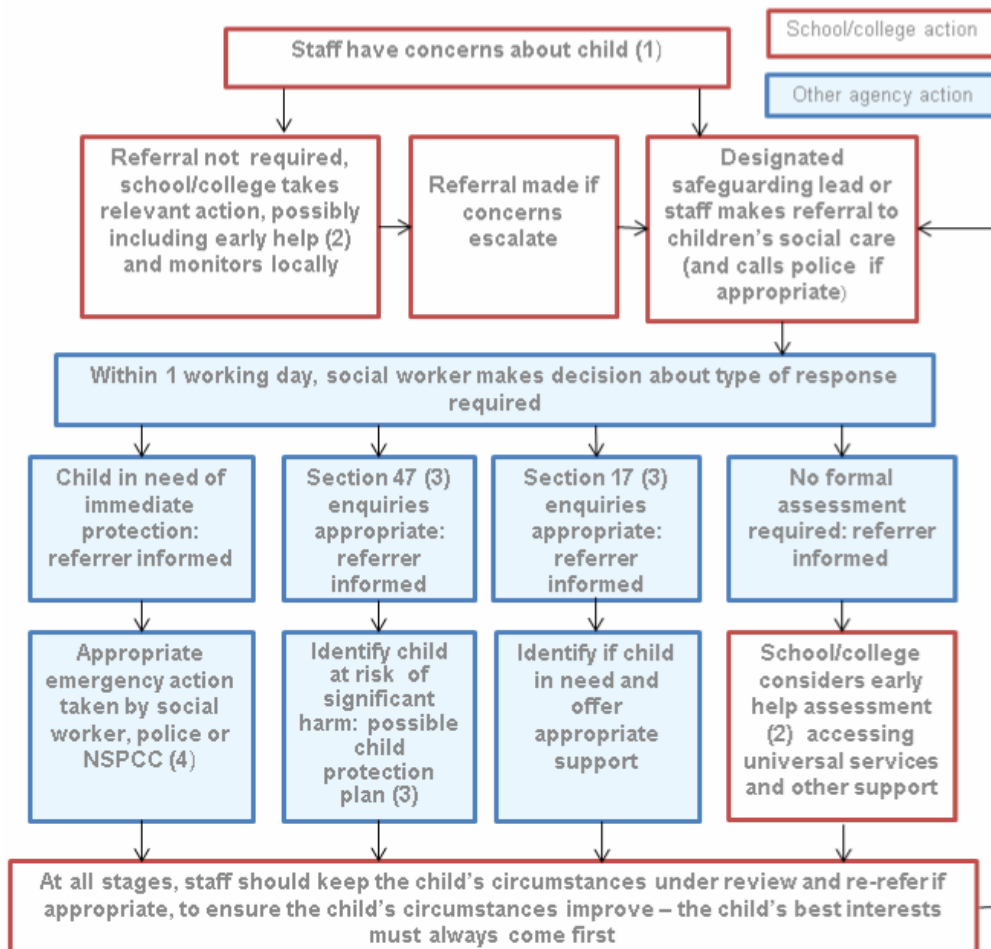 School/college action
Staff have concerns about child (1)
Other agency action
Referral not required,
school/college takes
relevant action, possibly
including early help (2)
and monitors locally
Referral made if
concerns
escalate
Designated
safeguarding lead or
staff makes referral to
children's social care
(and calls police if
appropriate)
Within 1 working day, social worker makes decision about type of response
required
Child in need of
immediate
protection:
referrer informed
Section 47 (3)
enquiries
appropriate:
referrer
informed
Section 17 (3)
enquiries
appropriate:
referrer
informed
No formal
assessment
required: referrer
informed
Appropriate
emergency action
taken by social
worker, police or
NSPCC (4)
Identify child
at risk of
significant
harm: possible
child
protection
plan (3)
Identify if child
in need and
offer
appropriate
support
School/college
considers early
help assessment
(2) accessing
universal services
and other support
At all stages, staff should keep the child's circumstances under review and re-refer if
appropriate, to ensure the child's circumstances improve – the child's best interests
must always come first